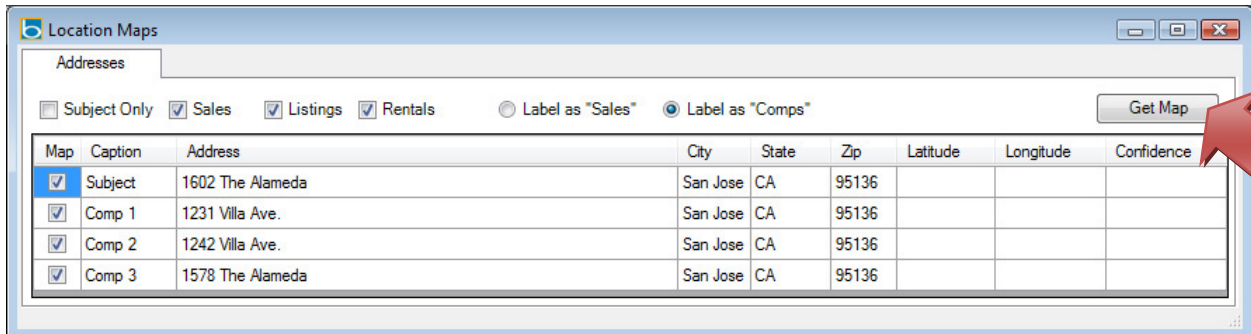 Location Maps
Addresses
Subject Only Sales Listings Rentals Label as "Sales" Label as "Comps" Get Map
Map Caption Address City State Zip Latitude Longitude Confidence
Subject 1602 The Alameda San Jose CA 95136
Comp 1 1231 Villa Ave. San Jose CA 95136
Comp 2 1242 Villa Ave. San Jose CA 95136
Comp 3 1578 The Alameda San Jose CA 95136